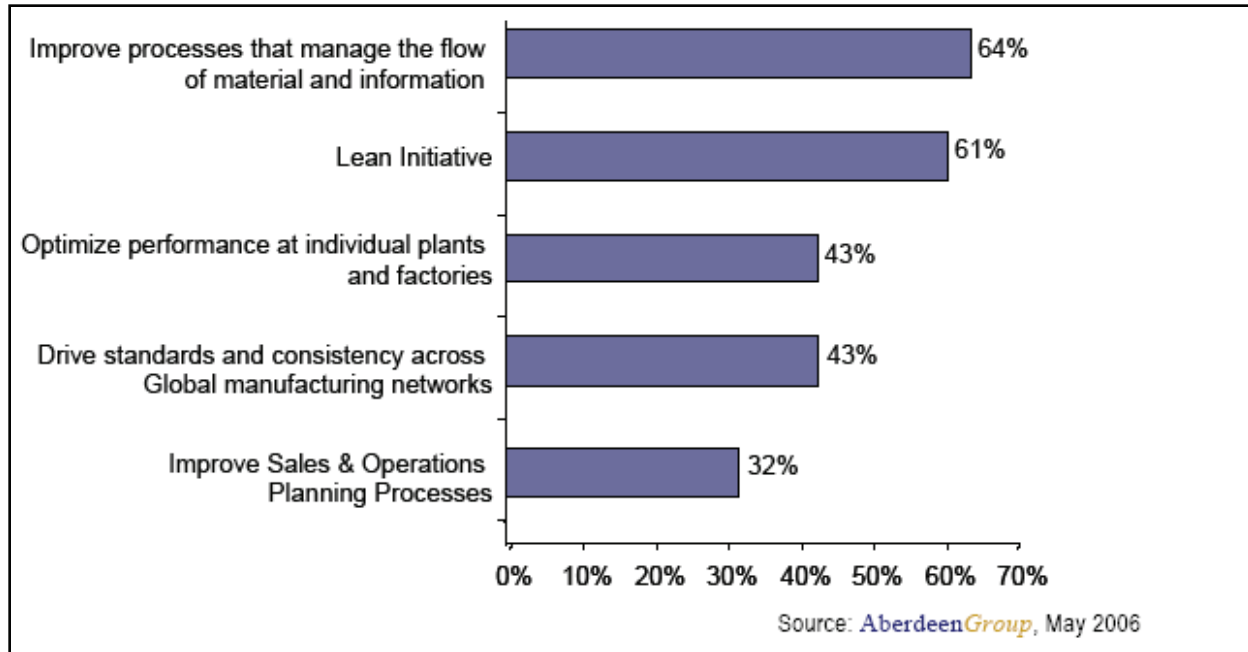 Improve processes that manage the flow
of material and information
64%
Lean Initiative
61%
Optimize performance at individual plants
and factories
43%
Drive standards and consistency across
Global manufacturing networks
43%
Improve Sales & Operations
Planning Processes
32%
0% 10% 20% 30% 40% 50% 60% 70%
Source: AberdeenGroup, May 2006